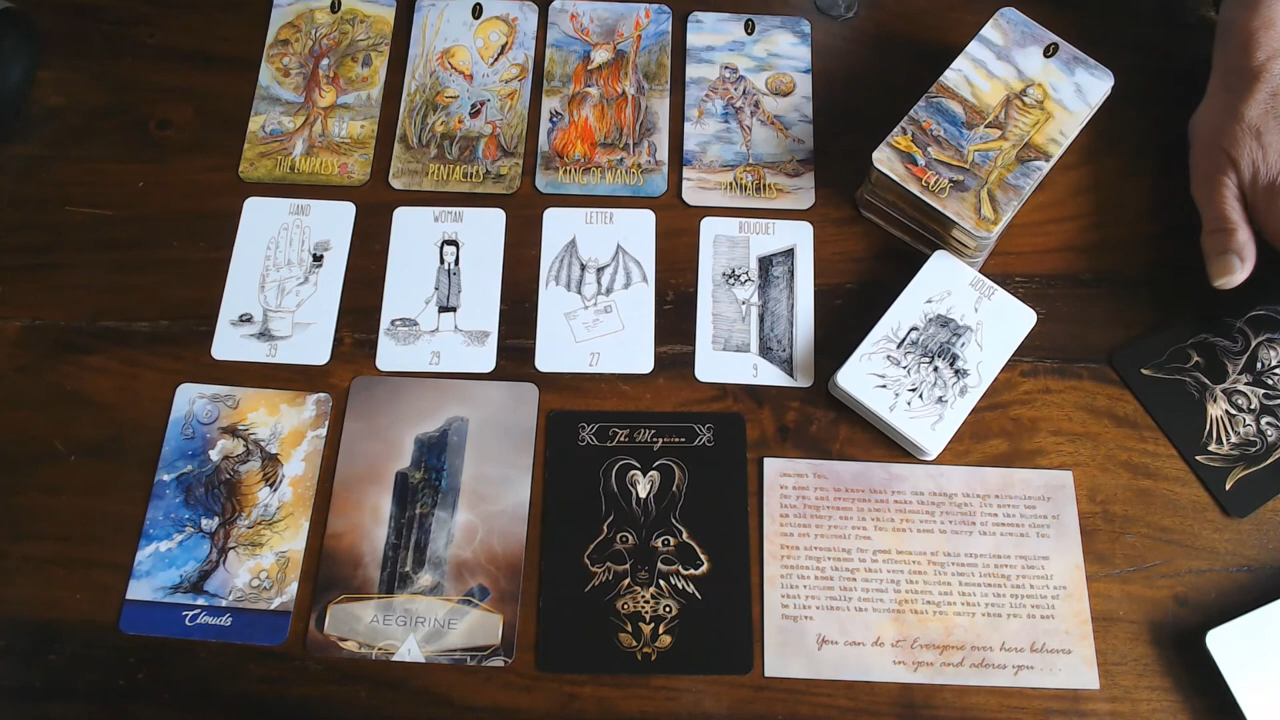 3
THE EMPRESS
7
PENTACLES
KING OF WANDS
2
PENTACLES
5
CUPS
HAND
39
WOMAN
29
LETTER
27
BOUQUET
9
HOUSE
6
Clouds
AEGIRINE
1
The Magician
Dearest You,
We need you to know that you can change things miraculously
for you and everyone and make things right. It's never too
late. Forgiveness is about releasing yourself from the burden of
an old story, one in which you were a victim of someone else's
actions or your own. You don't need to carry this around. You
can set yourself free.
Even advocating for good because of this experience requires
your forgiveness to be effective. Forgiveness is never about
condoning things that were done. It's about letting yourself
off the hook from carrying the burden. Resentment and hurt are
like viruses that spread to others, and that is the opposite of
what you really desire, right? Imagine what your life would
be like without the burdens that you carry when you do not
forgive.
You can do it. Everyone over here believes
in you and adores you . . .